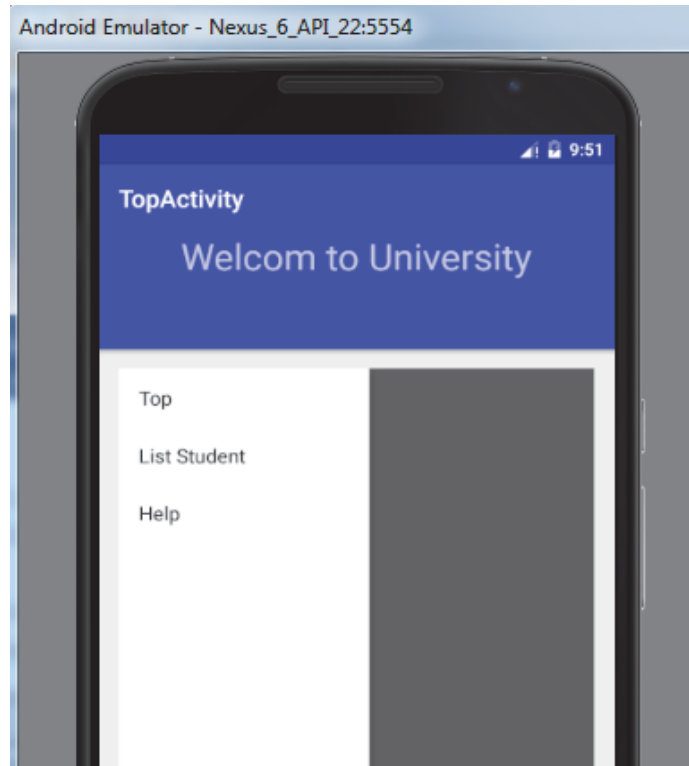 Android Emulator - Nexus_6_API_22:5554
9:51
TopActivity
Welcom to University
Top
List Student
Help